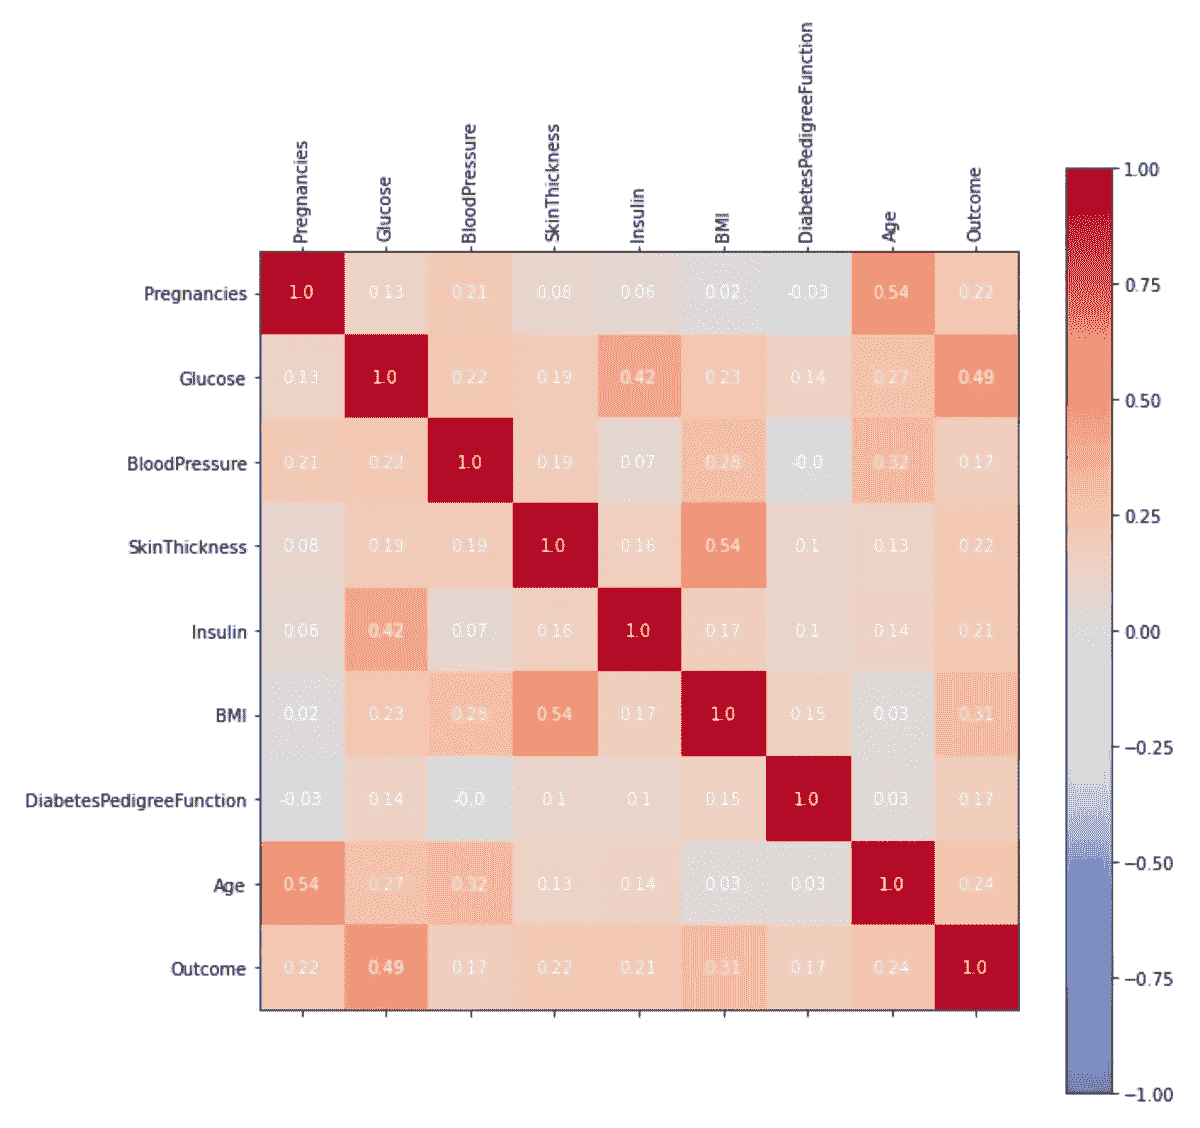 Pregnancies Glucose BloodPressure SkinThickness Insulin BMI DiabetesPedigreeFunction Age Outcome
Pregnancies 1.0 0.13 0.21 0.08 0.06 0.02 -0.03 0.54 0.22
Glucose 0.13 1.0 0.22 0.19 0.42 0.23 0.14 0.27 0.49
BloodPressure 0.21 0.22 1.0 0.19 0.07 0.28 -0.0 0.32 0.17
SkinThickness 0.08 0.19 0.19 1.0 0.16 0.54 0.1 0.13 0.22
Insulin 0.06 0.42 0.07 0.16 1.0 0.17 0.1 0.14 0.21
BMI 0.02 0.23 0.28 0.54 0.17 1.0 0.15 0.03 0.31
DiabetesPedigreeFunction -0.03 0.14 -0.0 0.1 0.1 0.15 1.0 0.03 0.17
Age 0.54 0.27 0.32 0.13 0.14 0.03 0.03 1.0 0.24
Outcome 0.22 0.49 0.17 0.22 0.21 0.31 0.17 0.24 1.0
1.00
0.75
0.50
0.25
0.00
−0.25
−0.50
−0.75
−1.00